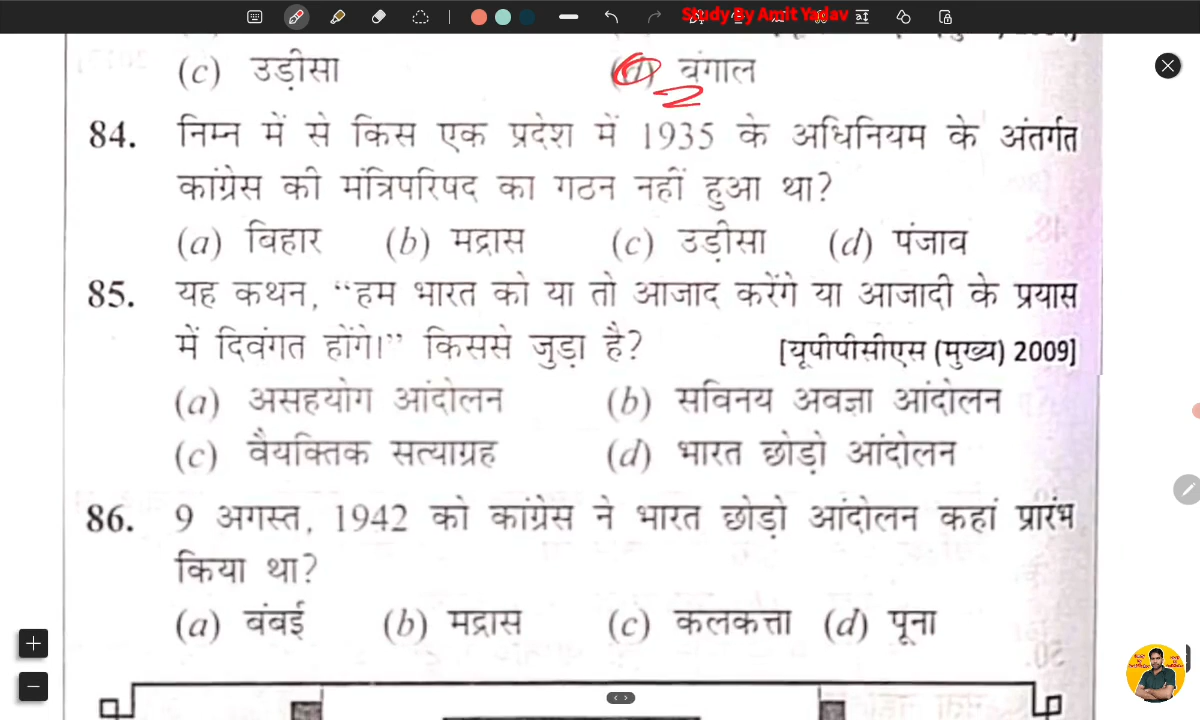 Study By Amit Yadav
(c) उड़ीसा (d) बंगाल
84. निम्न में से किस एक प्रदेश में 1935 के अधिनियम के अंतर्गत
कांग्रेस की मंत्रिपरिषद का गठन नहीं हुआ था?
(a) बिहार (b) मद्रास (c) उड़ीसा (d) पंजाब
85. यह कथन, “हम भारत को या तो आजाद करेंगे या आजादी के प्रयास
में दिवंगत होंगे।” किससे जुड़ा है? [यूपीपीसीएस (मुख्य) 2009]
(a) असहयोग आंदोलन (b) सविनय अवज्ञा आंदोलन
(c) वैयक्तिक सत्याग्रह (d) भारत छोड़ो आंदोलन
86. 9 अगस्त, 1942 को कांग्रेस ने भारत छोड़ो आंदोलन कहां प्रारंभ
किया था?
(a) बंबई (b) मद्रास (c) कलकत्ता (d) पूना